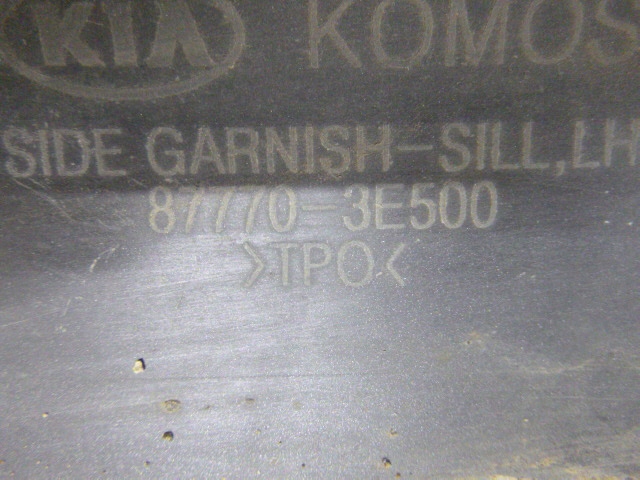 KIA KOMOS
SIDE GARNISH-SILL,LH
87770-3E500
>TPO<